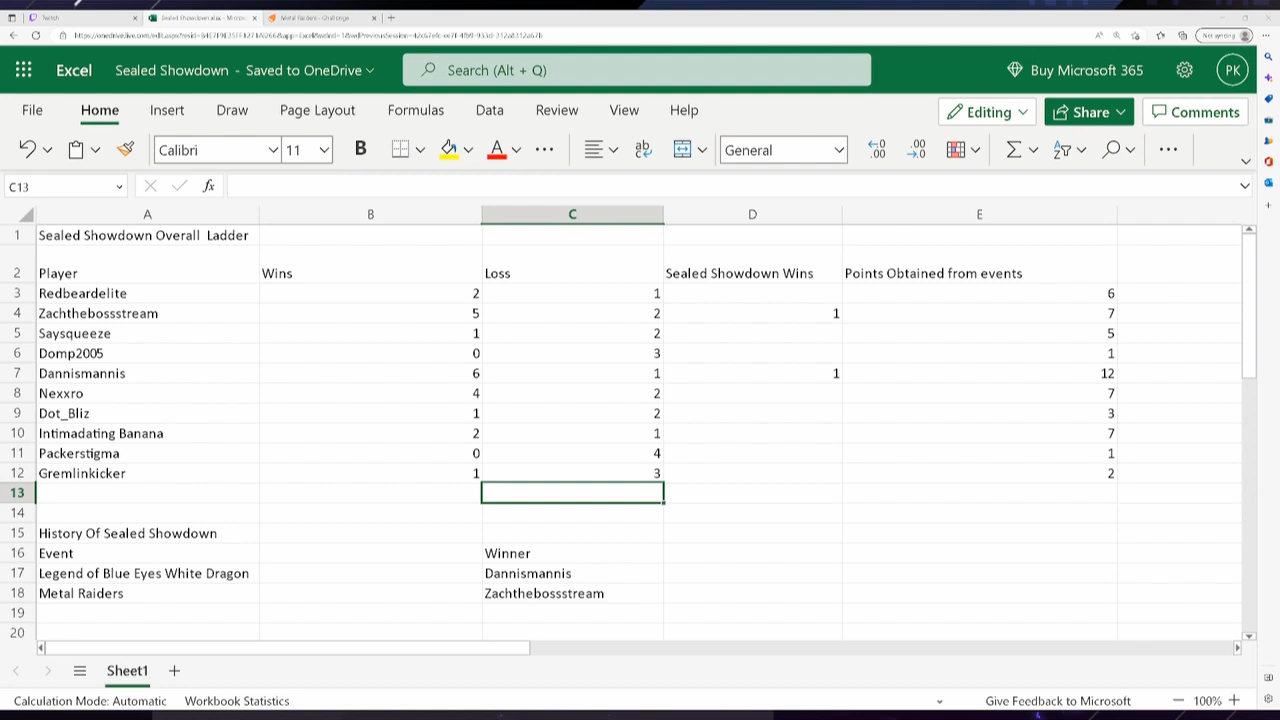 Twitch Sealed Showdown.xlsx - Micros Metal Raiders - Challonge
Not syncing
Excel Sealed Showdown - Saved to OneDrive Search (Alt + Q) Buy Microsoft 365 PK
File Home Insert Draw Page Layout Formulas Data Review View Help Editing Share Comments
Calibri 11 B A General
C13 fx
A B C D E
1 Sealed Showdown Overall Ladder
2 Player Wins Loss Sealed Showdown Wins Points Obtained from events
3 Redbeardelite 2 1 6
4 Zachthebossstream 5 2 1 7
5 Saysqueeze 1 2 5
6 Domp2005 0 3 1
7 Dannismannis 6 1 1 12
8 Nexxro 4 2 7
9 Dot_Bliz 1 2 3
10 Intimadating Banana 2 1 7
11 Packerstigma 0 4 1
12 Gremlinkicker 1 3 2
13
14
15 History Of Sealed Showdown
16 Event Winner
17 Legend of Blue Eyes White Dragon Dannismannis
18 Metal Raiders Zachthebossstream
19
20
Sheet1
Calculation Mode: Automatic Workbook Statistics Give Feedback to Microsoft 100%